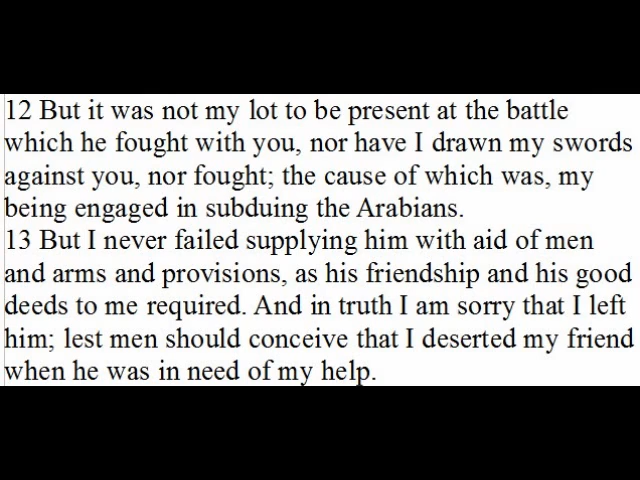 12 But it was not my lot to be present at the battle
which he fought with you, nor have I drawn my swords
against you, nor fought; the cause of which was, my
being engaged in subduing the Arabians.
13 But I never failed supplying him with aid of men
and arms and provisions, as his friendship and his good
deeds to me required. And in truth I am sorry that I left
him; lest men should conceive that I deserted my friend
when he was in need of my help.